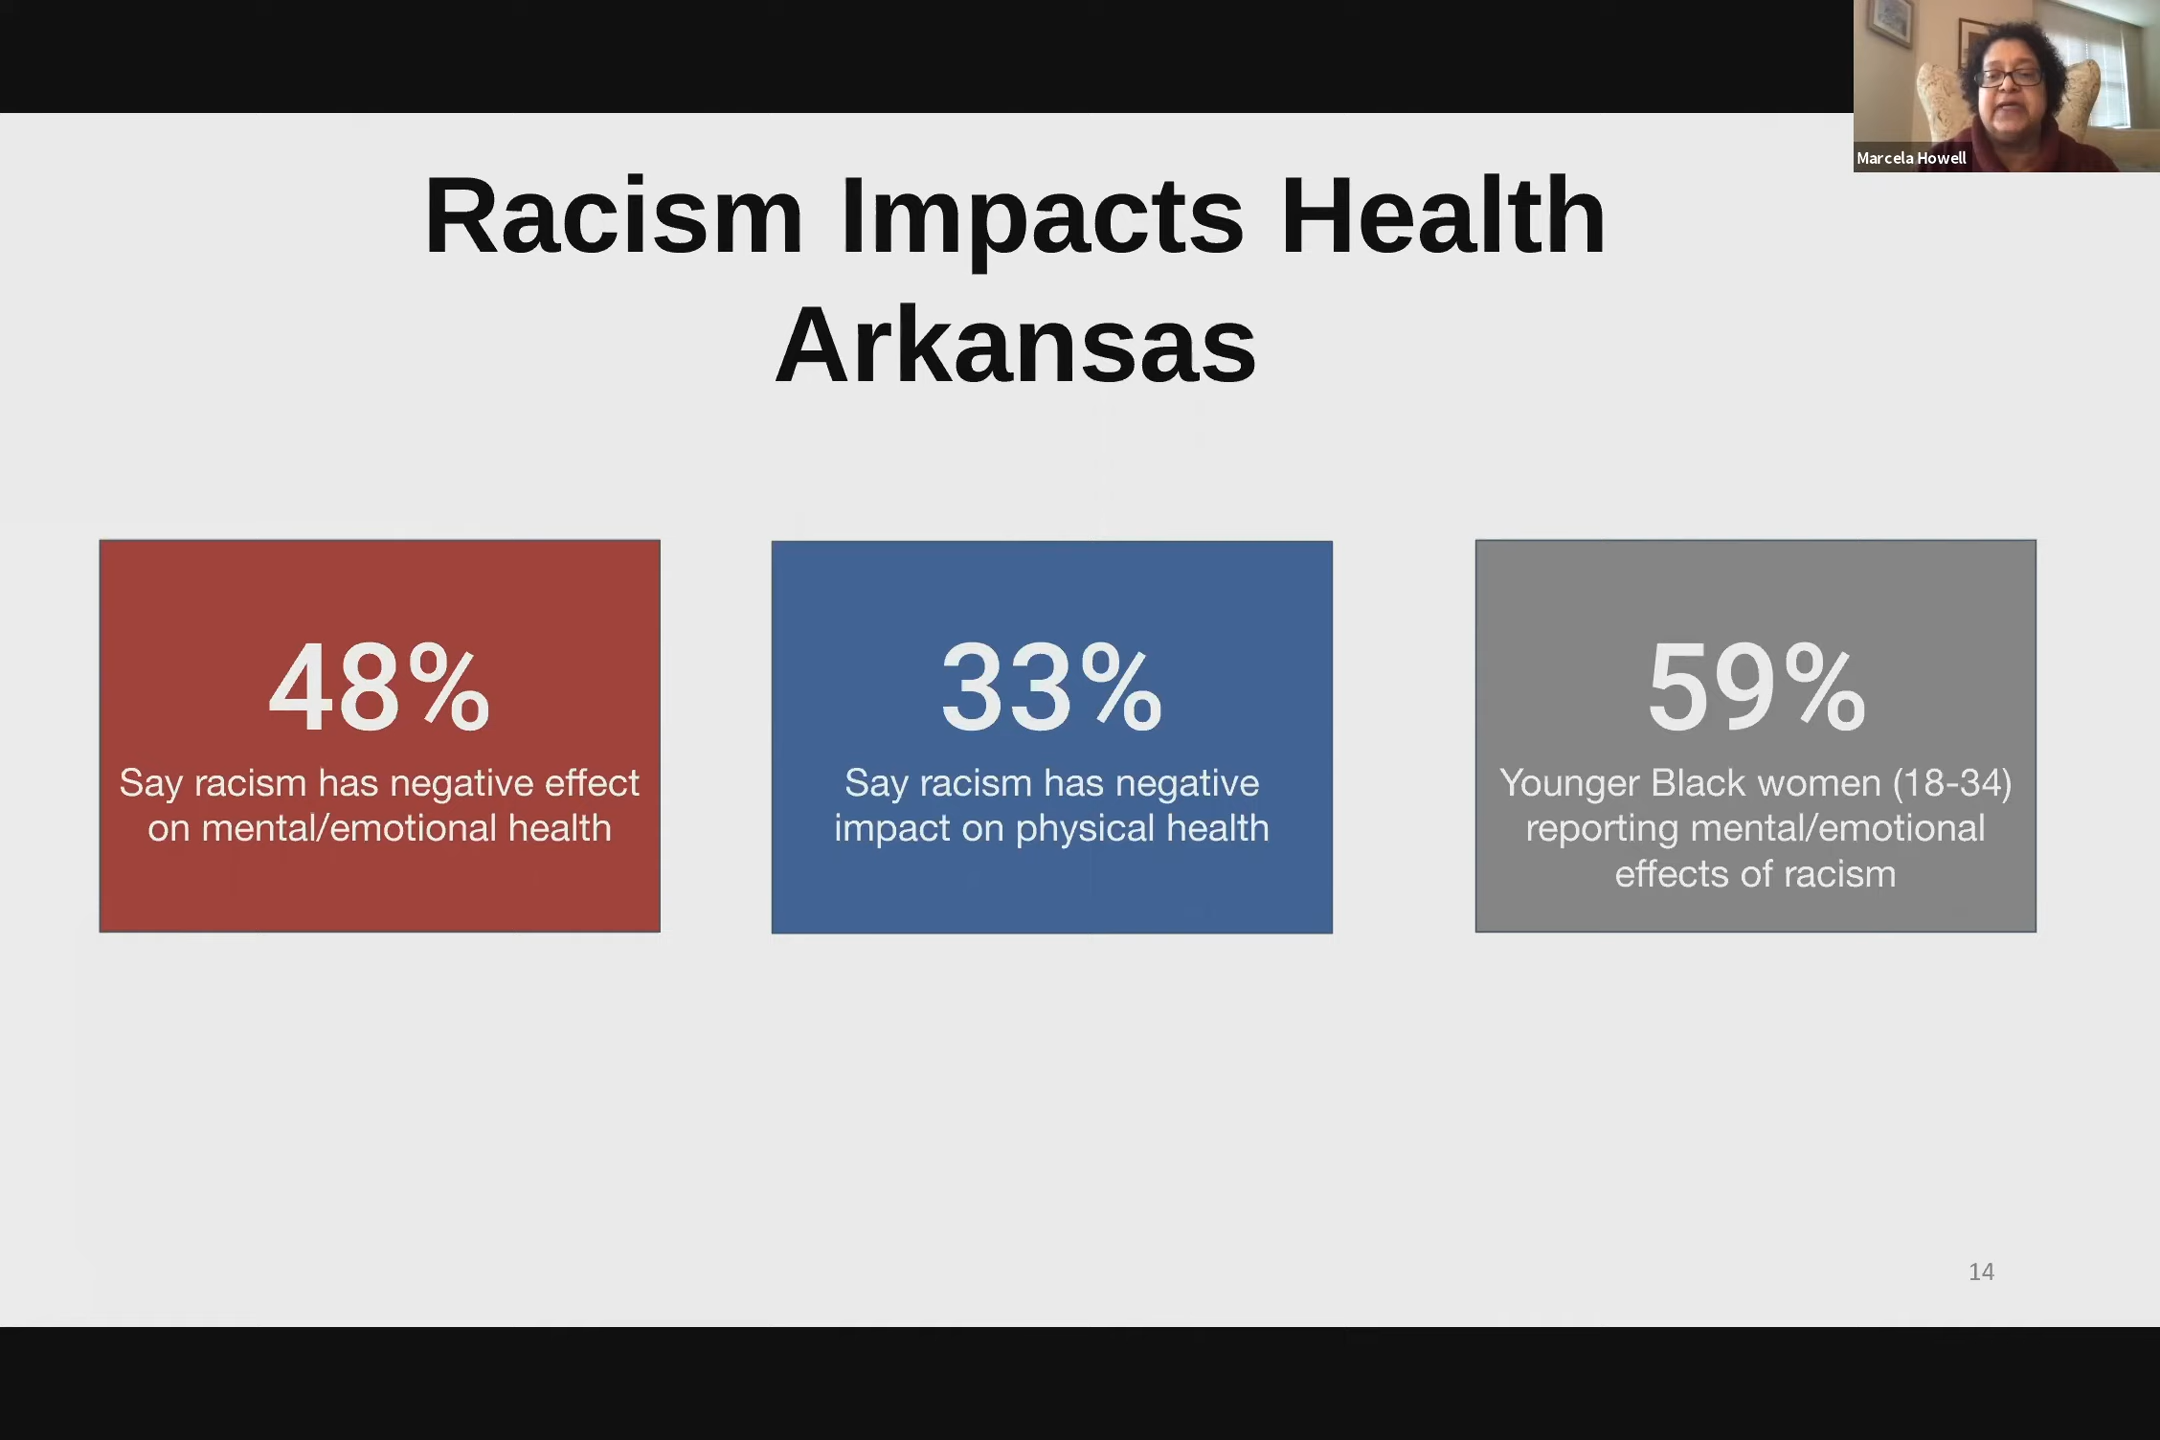 Marcela Howell
Racism Impacts Health
Arkansas
48%
Say racism has negative effect
on mental/emotional health
33%
Say racism has negative
impact on physical health
59%
Younger Black women (18-34)
reporting mental/emotional
effects of racism
14